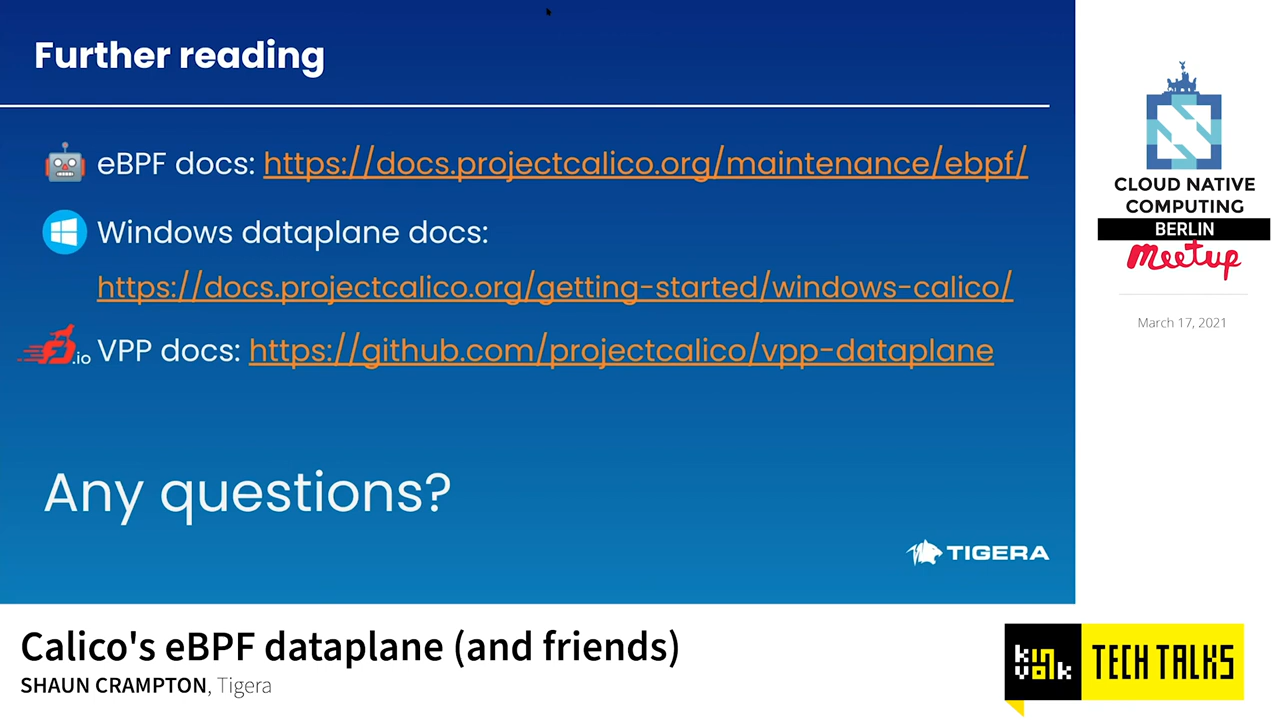 Further reading
eBPF docs: https://docs.projectcalico.org/maintenance/ebpf/
Windows dataplane docs:
https://docs.projectcalico.org/getting-started/windows-calico/
.io VPP docs: https://github.com/projectcalico/vpp-dataplane
Any questions?
TIGERA
CLOUD NATIVE
COMPUTING
BERLIN
Meetup
March 17, 2021
Calico's eBPF dataplane (and friends)
SHAUN CRAMPTON, Tigera
kinvolk
TECH TALKS